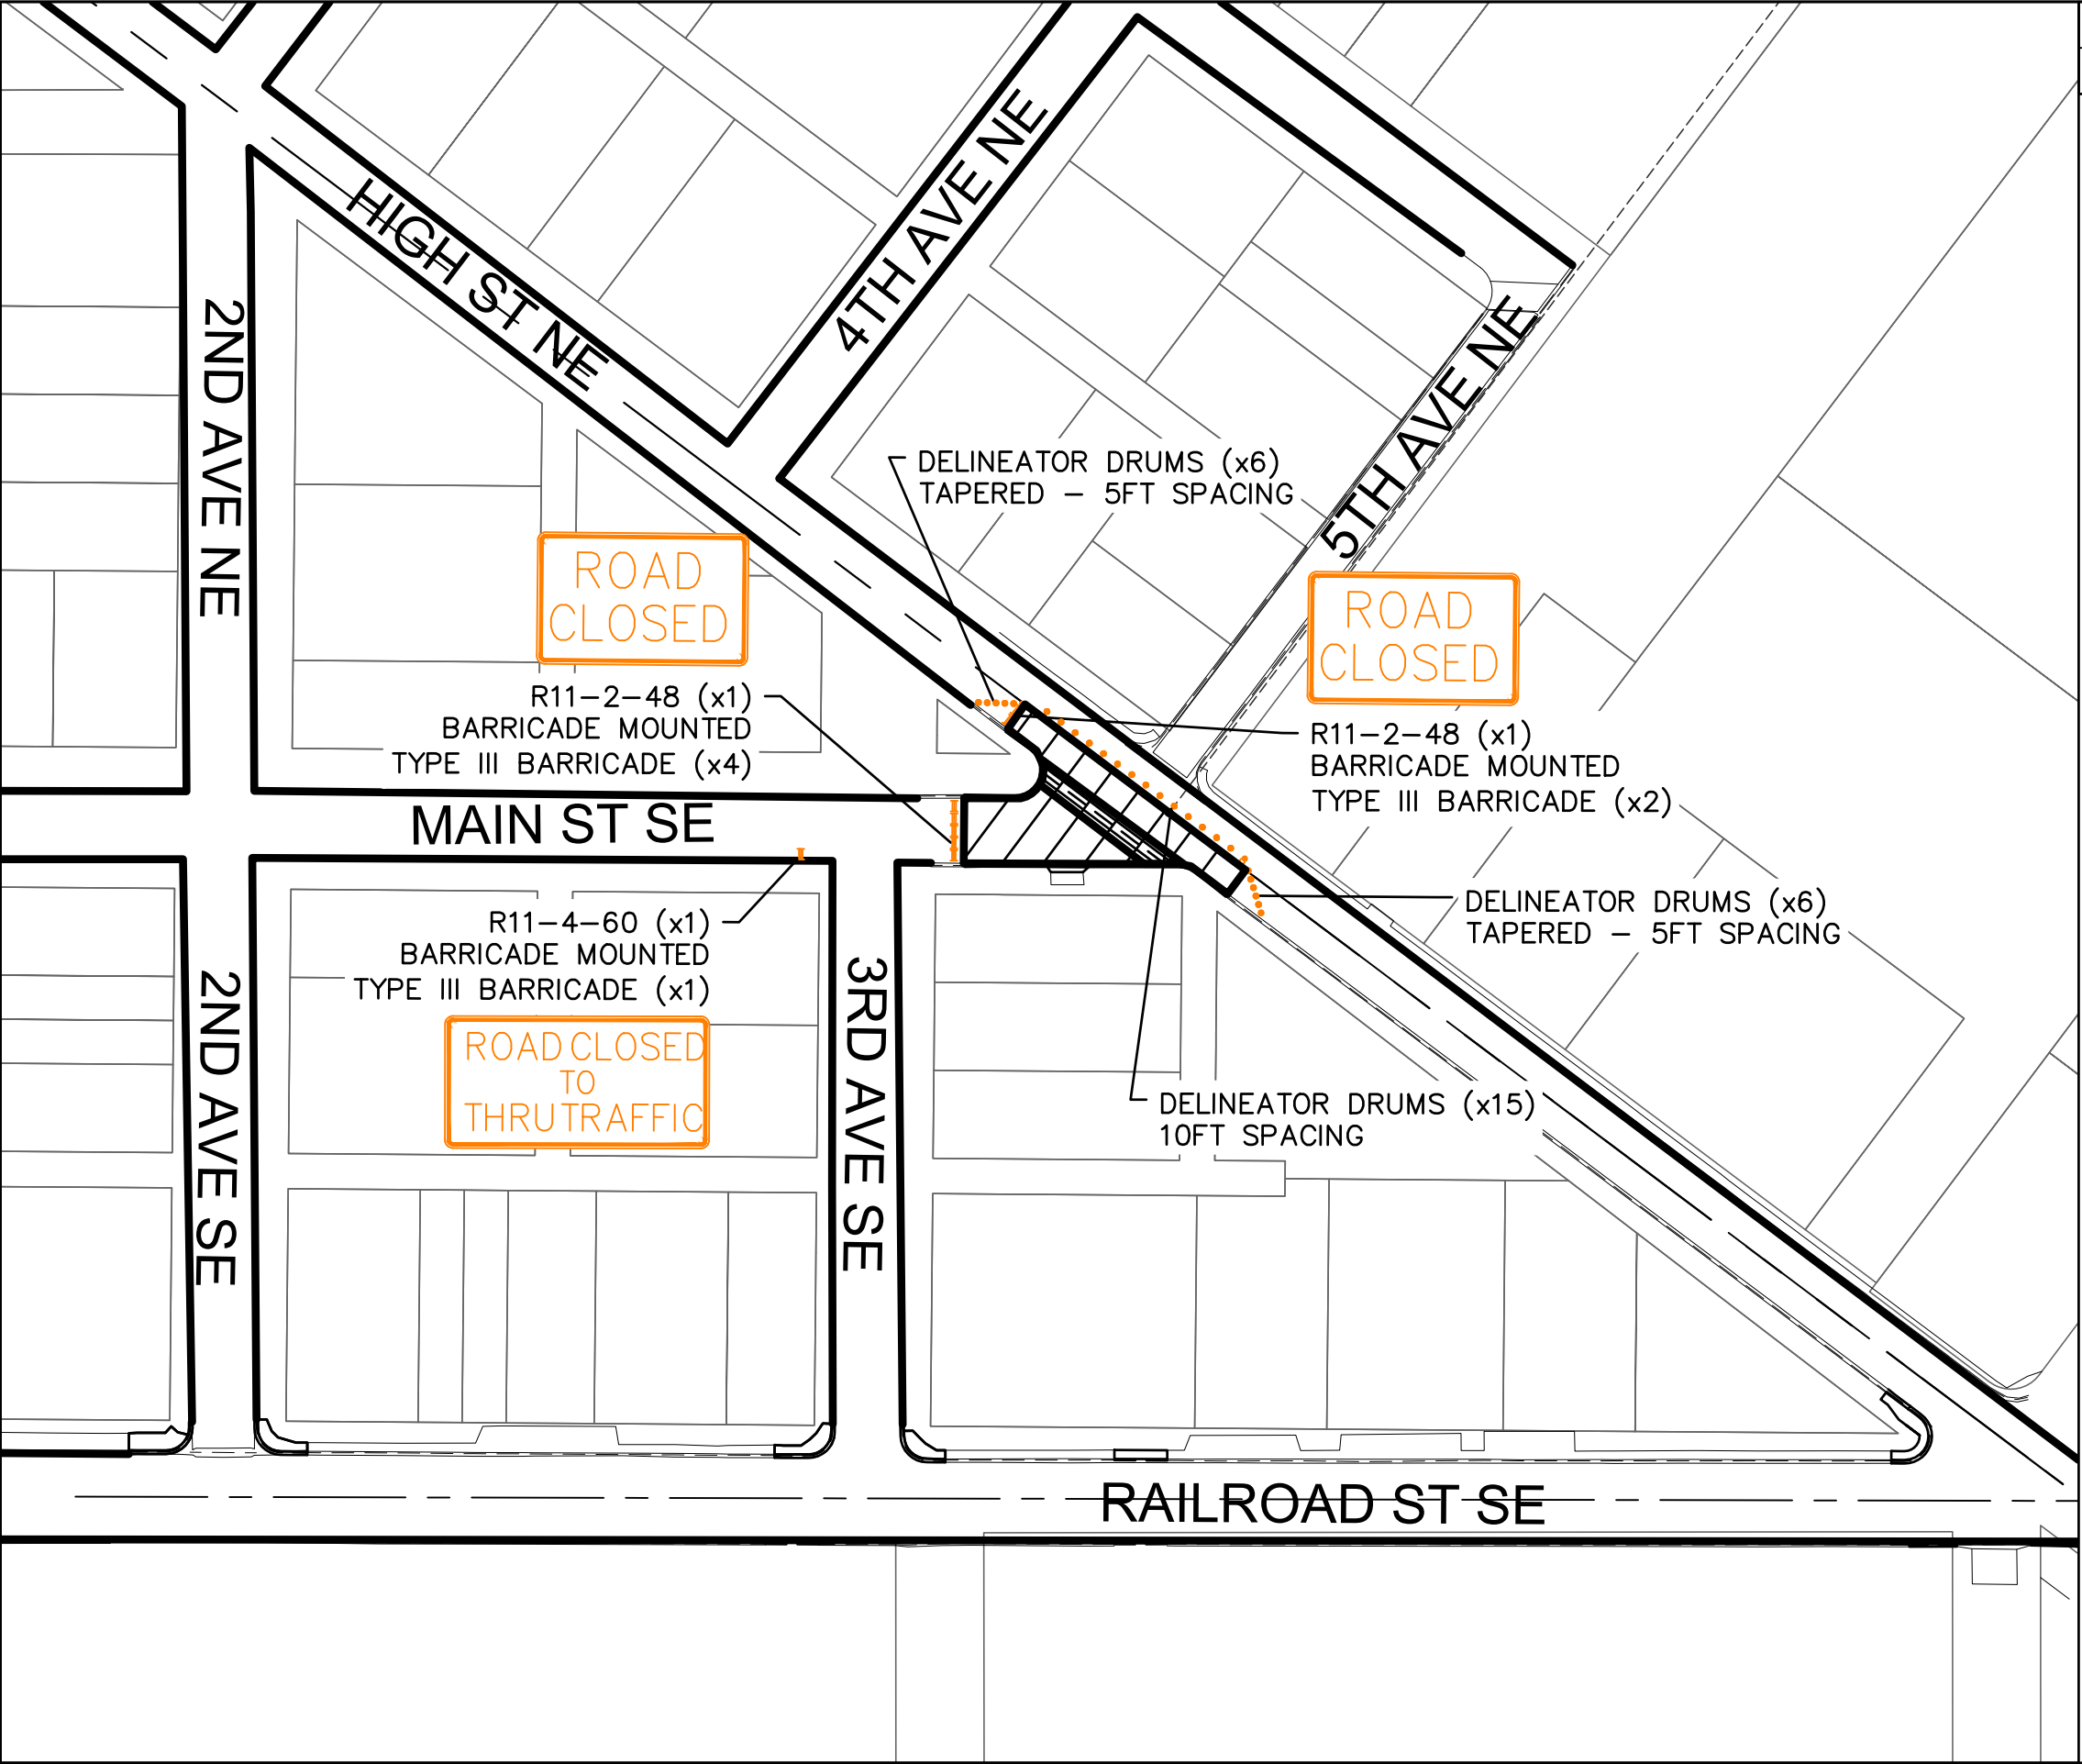 HIGH ST NE
4TH AVE NE
2ND AVE NE
5TH AVE NE
DELINEATOR DRUMS (x6)
TAPERED - 5FT SPACING
ROAD
CLOSED
R11-2-48 (x1)
BARRICADE MOUNTED
TYPE III BARRICADE (x4)
ROAD
CLOSED
R11-2-48 (x1)
BARRICADE MOUNTED
TYPE III BARRICADE (x2)
MAIN ST SE
R11-4-60 (x1)
BARRICADE MOUNTED
TYPE III BARRICADE (x1)
ROAD CLOSED
TO
THRU TRAFFIC
DELINEATOR DRUMS (x6)
TAPERED - 5FT SPACING
2ND AVE SE
3RD AVE SE
DELINEATOR DRUMS (x15)
10FT SPACING
RAILROAD ST SE